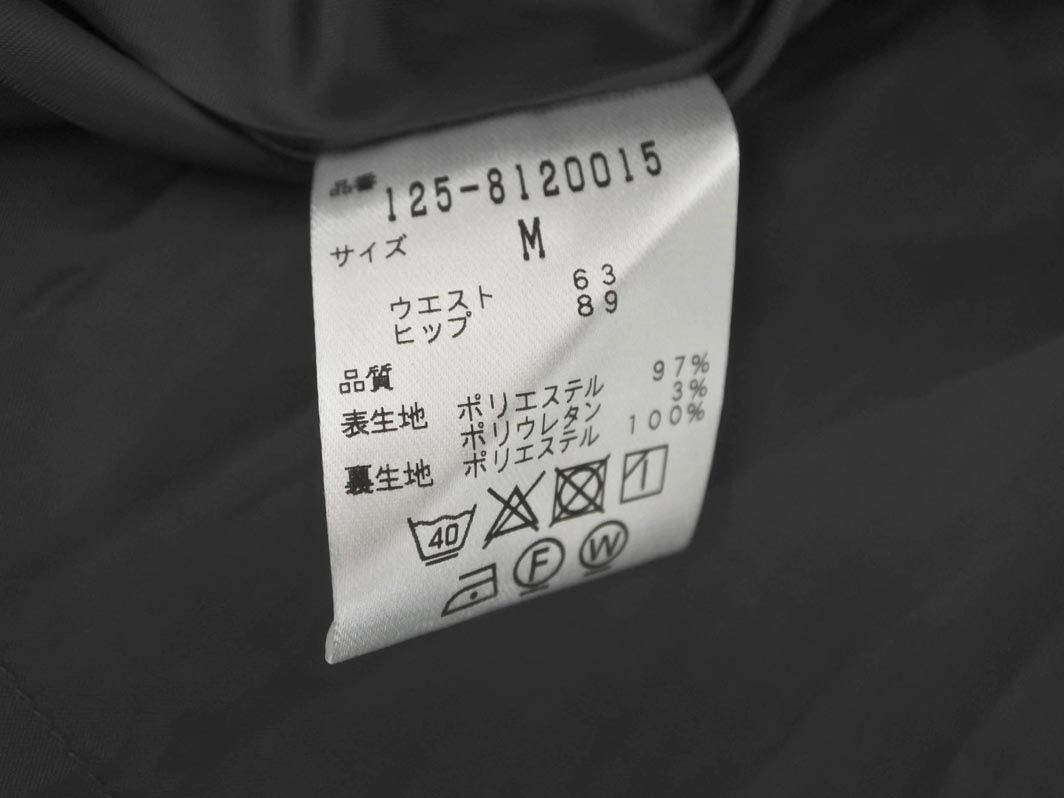 品番 125-8120015
サイズ M
ウエスト 63
ヒップ 89
品質
表生地 ポリエステル 97%
ポリウレタン 3%
裏生地 ポリエステル 100%
40
F W